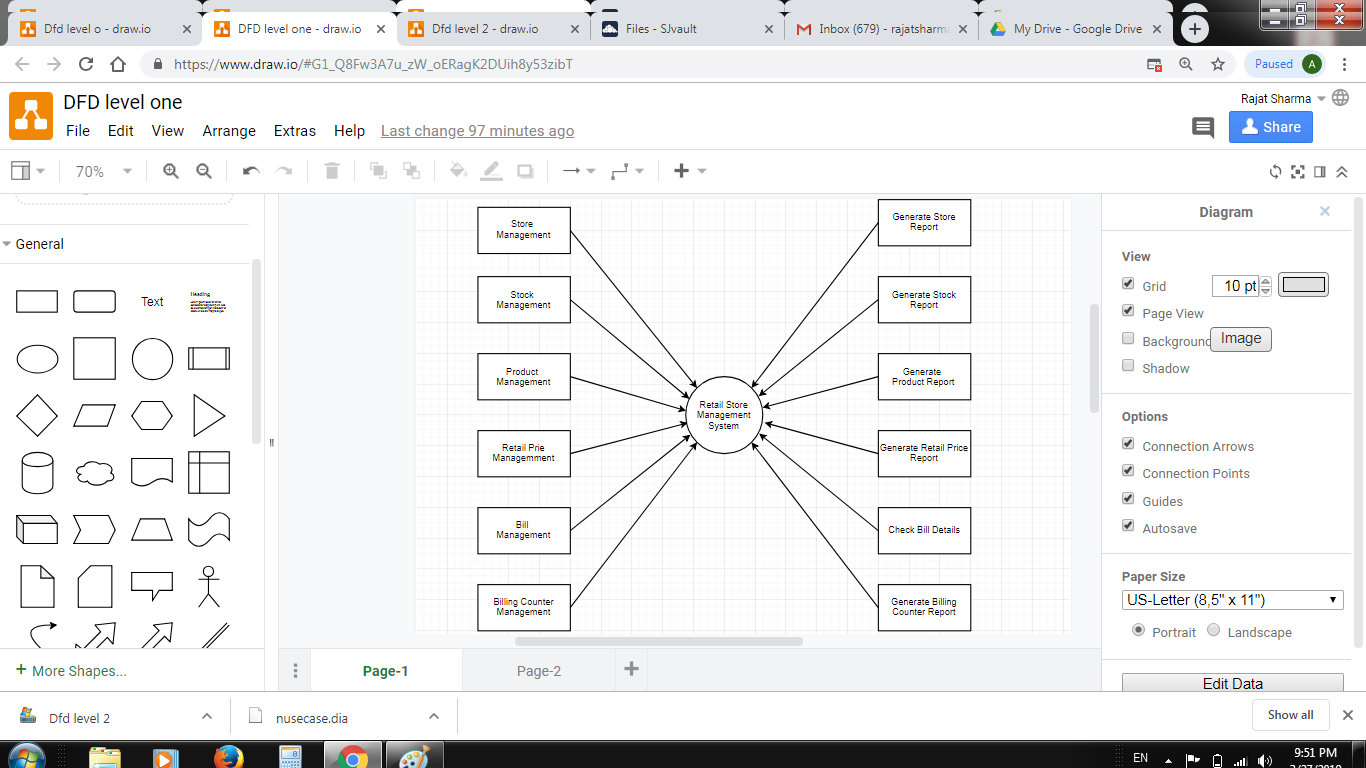 Dfd level o - draw.io
DFD level one - draw.io
Dfd level 2 - draw.io
Files - SJvault
Inbox (679) - rajatsharma
My Drive - Google Drive
https://www.draw.io/#G1_Q8Fw3A7u_zW_oERagK2DUih8y53zibT
Paused
A
DFD level one
Rajat Sharma
File Edit View Arrange Extras Help Last change 97 minutes ago
Share
70%
General
Text
Heading
Store
Management
Stock
Management
Product
Management
Retail Prie
Managemment
Bill
Management
Billing Counter
Management
Retail Store
Management
System
Generate Store
Report
Generate Stock
Report
Generate
Product Report
Generate Retail Price
Report
Check Bill Details
Generate Billing
Counter Report
Diagram
View
Grid 10 pt
Page View
Background Image
Shadow
Options
Connection Arrows
Connection Points
Guides
Autosave
Paper Size
US-Letter (8,5" x 11")
Portrait Landscape
Edit Data
+ More Shapes...
Page-1
Page-2
Dfd level 2
nusecase.dia
Show all
EN
9:51 PM